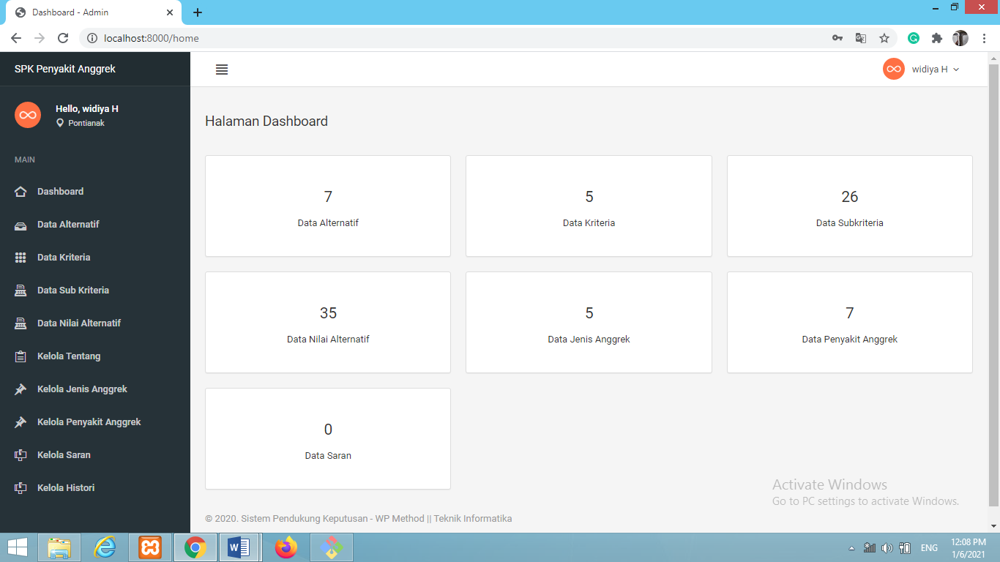 Dashboard - Admin
localhost:8000/home
SPK Penyakit Anggrek
widiya H
Hello, widiya H
Pontianak
MAIN
Dashboard
Data Alternatif
Data Kriteria
Data Sub Kriteria
Data Nilai Alternatif
Kelola Tentang
Kelola Jenis Anggrek
Kelola Penyakit Anggrek
Kelola Saran
Kelola Histori
Halaman Dashboard
7
Data Alternatif
5
Data Kriteria
26
Data Subkriteria
35
Data Nilai Alternatif
5
Data Jenis Anggrek
7
Data Penyakit Anggrek
0
Data Saran
Activate Windows
Go to PC settings to activate Windows.
© 2020. Sistem Pendukung Keputusan - WP Method || Teknik Informatika
ENG
12:08 PM
1/6/2021